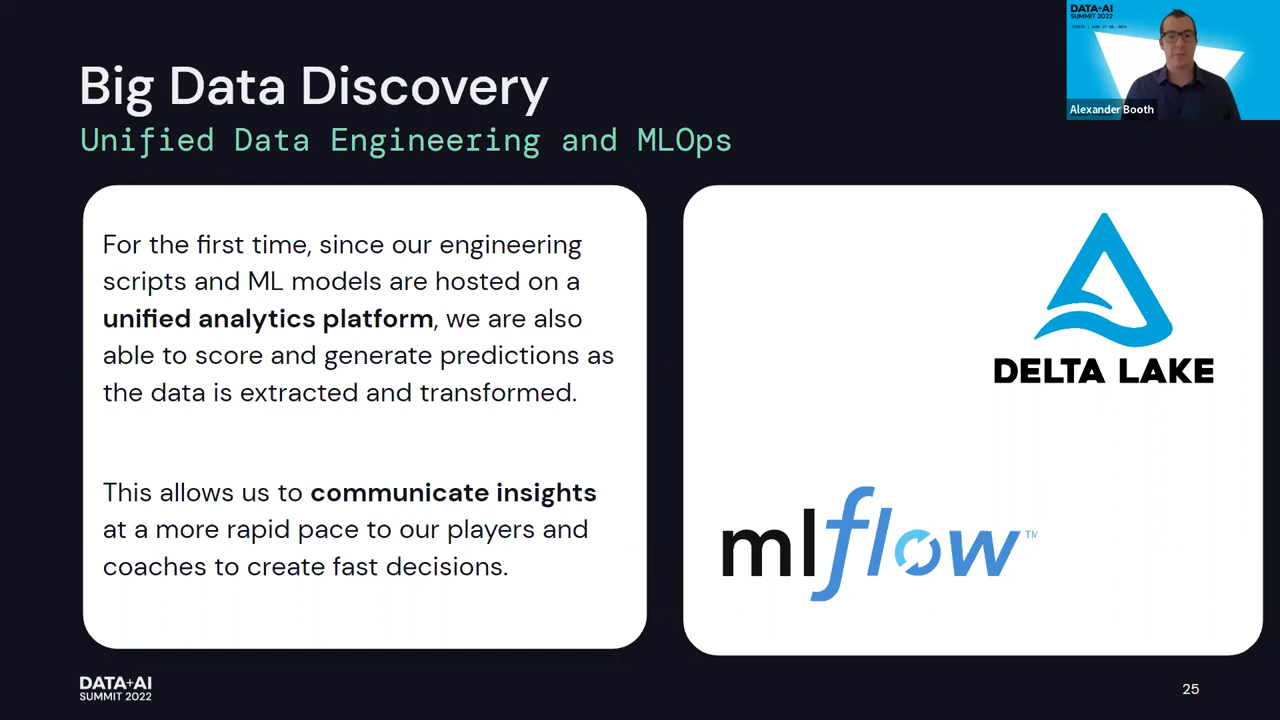 DATA+AI
SUMMIT 2022
Alexander Booth
Big Data Discovery
Unified Data Engineering and MLOps
For the first time, since our engineering
scripts and ML models are hosted on a
unified analytics platform, we are also
able to score and generate predictions as
the data is extracted and transformed.
This allows us to communicate insights
at a more rapid pace to our players and
coaches to create fast decisions.
DELTA LAKE
mlflow™
DATA+AI
SUMMIT 2022
25